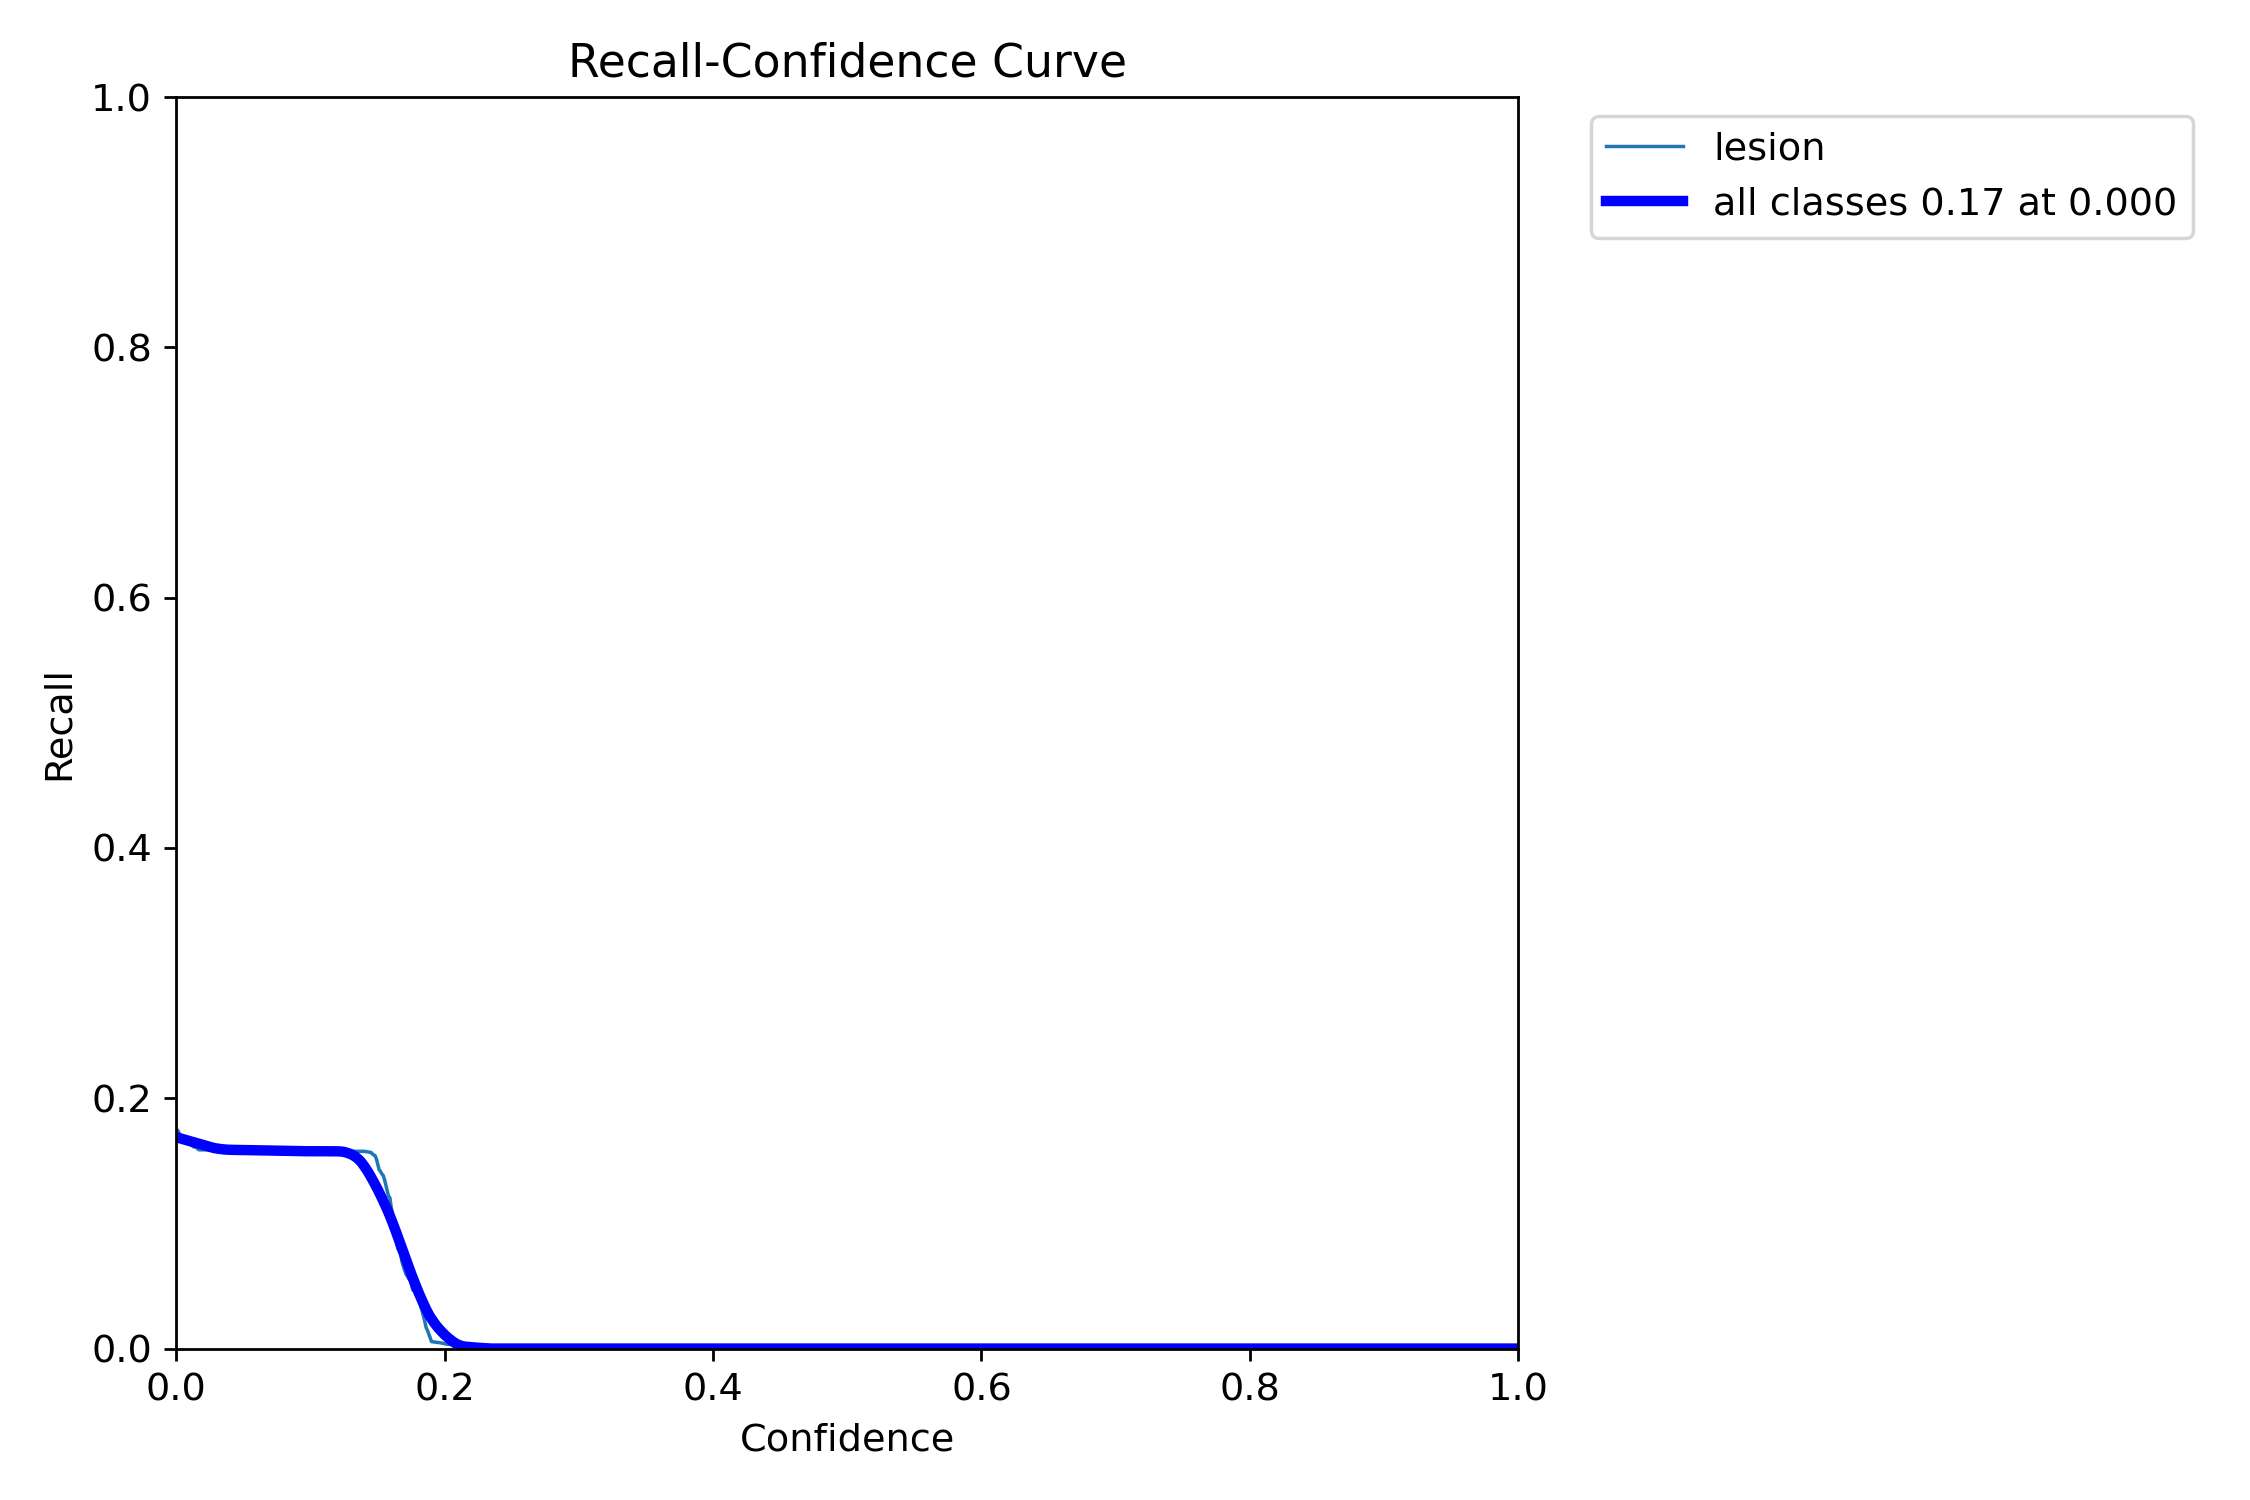 Recall-Confidence Curve
1.0
0.8
0.6
0.4
0.2
0.0
Recall
0.0 0.2 0.4 0.6 0.8 1.0
Confidence
lesion
all classes 0.17 at 0.000